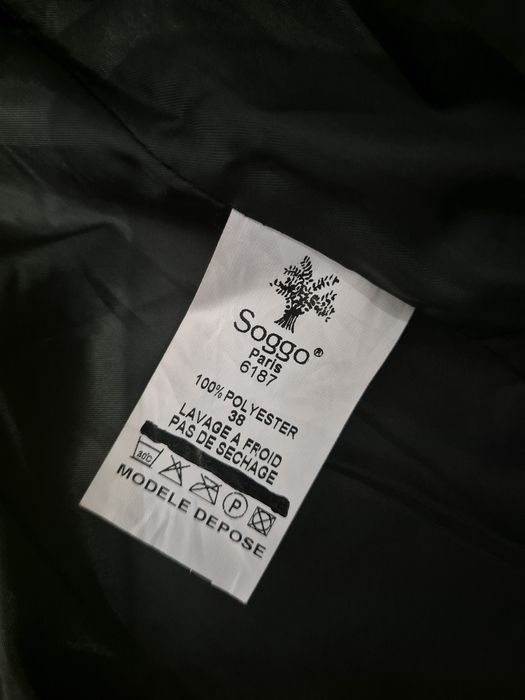 Soggo®
Paris
6187
100% POLYESTER
38
LAVAGE A FROID
PAS DE SECHAGE
P
MODELE DEPOSE